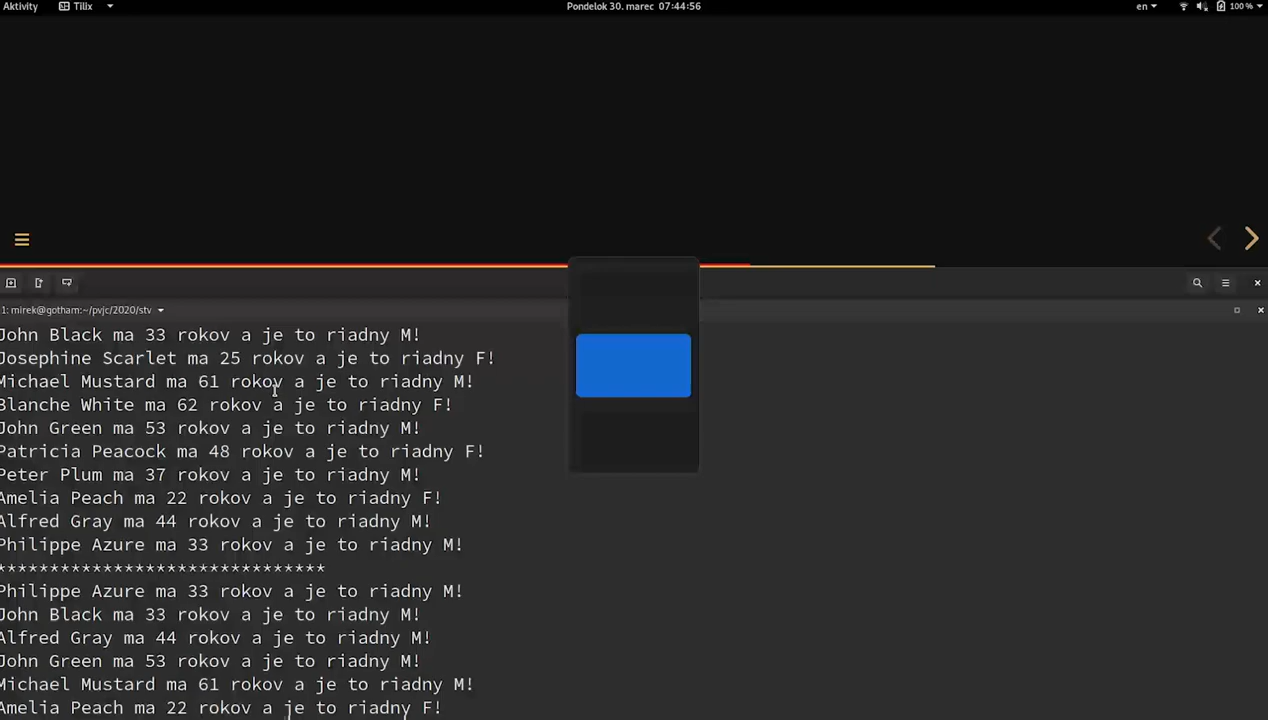 Aktivity
Tilix
Pondelok 30. marec 07:44:56
en
100 %
1: mirek@gotham:~/pvjc/2020/stv
John Black ma 33 rokov a je to riadny M!
Josephine Scarlet ma 25 rokov a je to riadny F!
Michael Mustard ma 61 rokov a je to riadny M!
Blanche White ma 62 rokov a je to riadny F!
John Green ma 53 rokov a je to riadny M!
Patricia Peacock ma 48 rokov a je to riadny F!
Peter Plum ma 37 rokov a je to riadny M!
Amelia Peach ma 22 rokov a je to riadny F!
Alfred Gray ma 44 rokov a je to riadny M!
Philippe Azure ma 33 rokov a je to riadny M!
*******************************
Philippe Azure ma 33 rokov a je to riadny M!
John Black ma 33 rokov a je to riadny M!
Alfred Gray ma 44 rokov a je to riadny M!
John Green ma 53 rokov a je to riadny M!
Michael Mustard ma 61 rokov a je to riadny M!
Amelia Peach ma 22 rokov a je to riadny F!